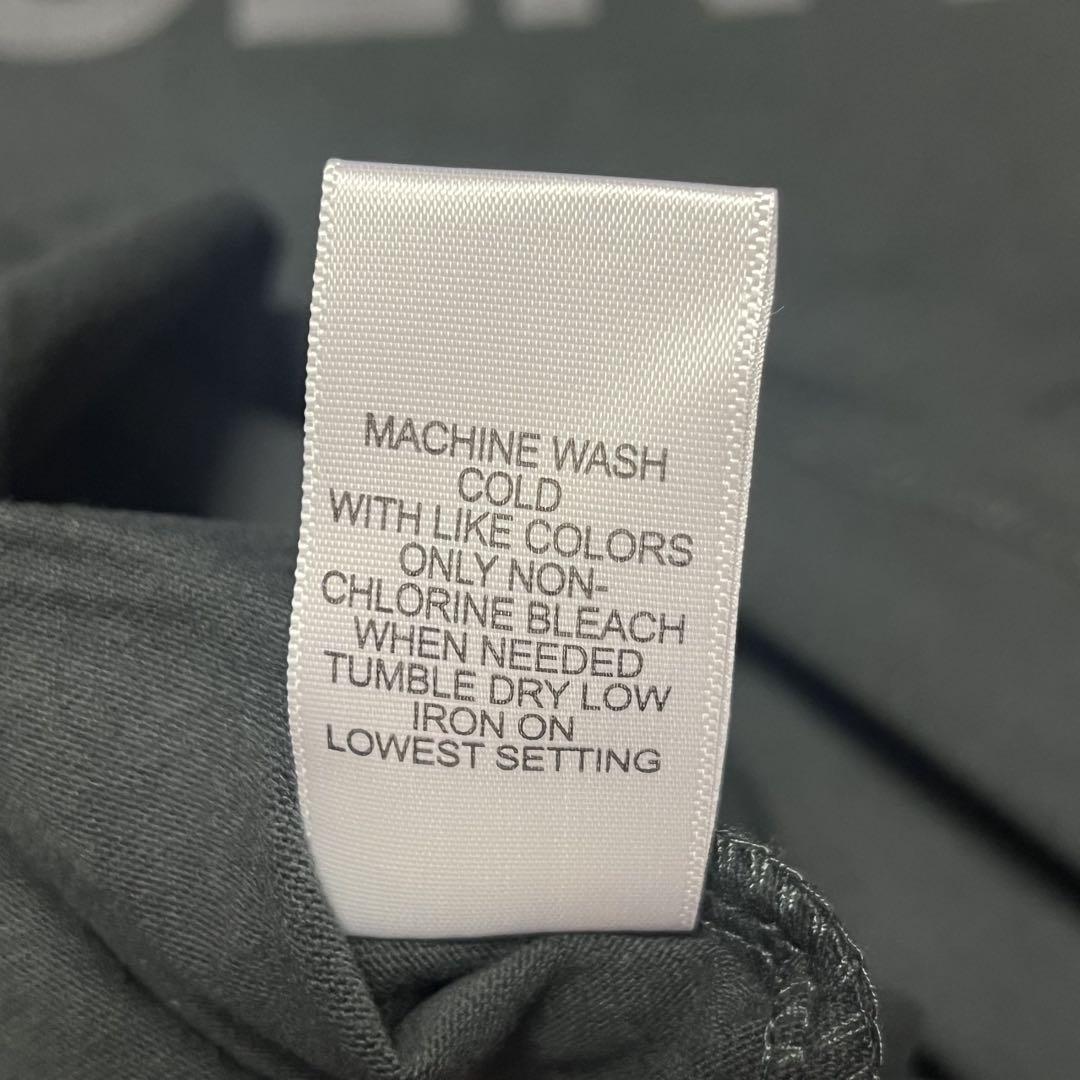 MACHINE WASH
COLD
WITH LIKE COLORS
ONLY NON-
CHLORINE BLEACH
WHEN NEEDED
TUMBLE DRY LOW
IRON ON
LOWEST SETTING